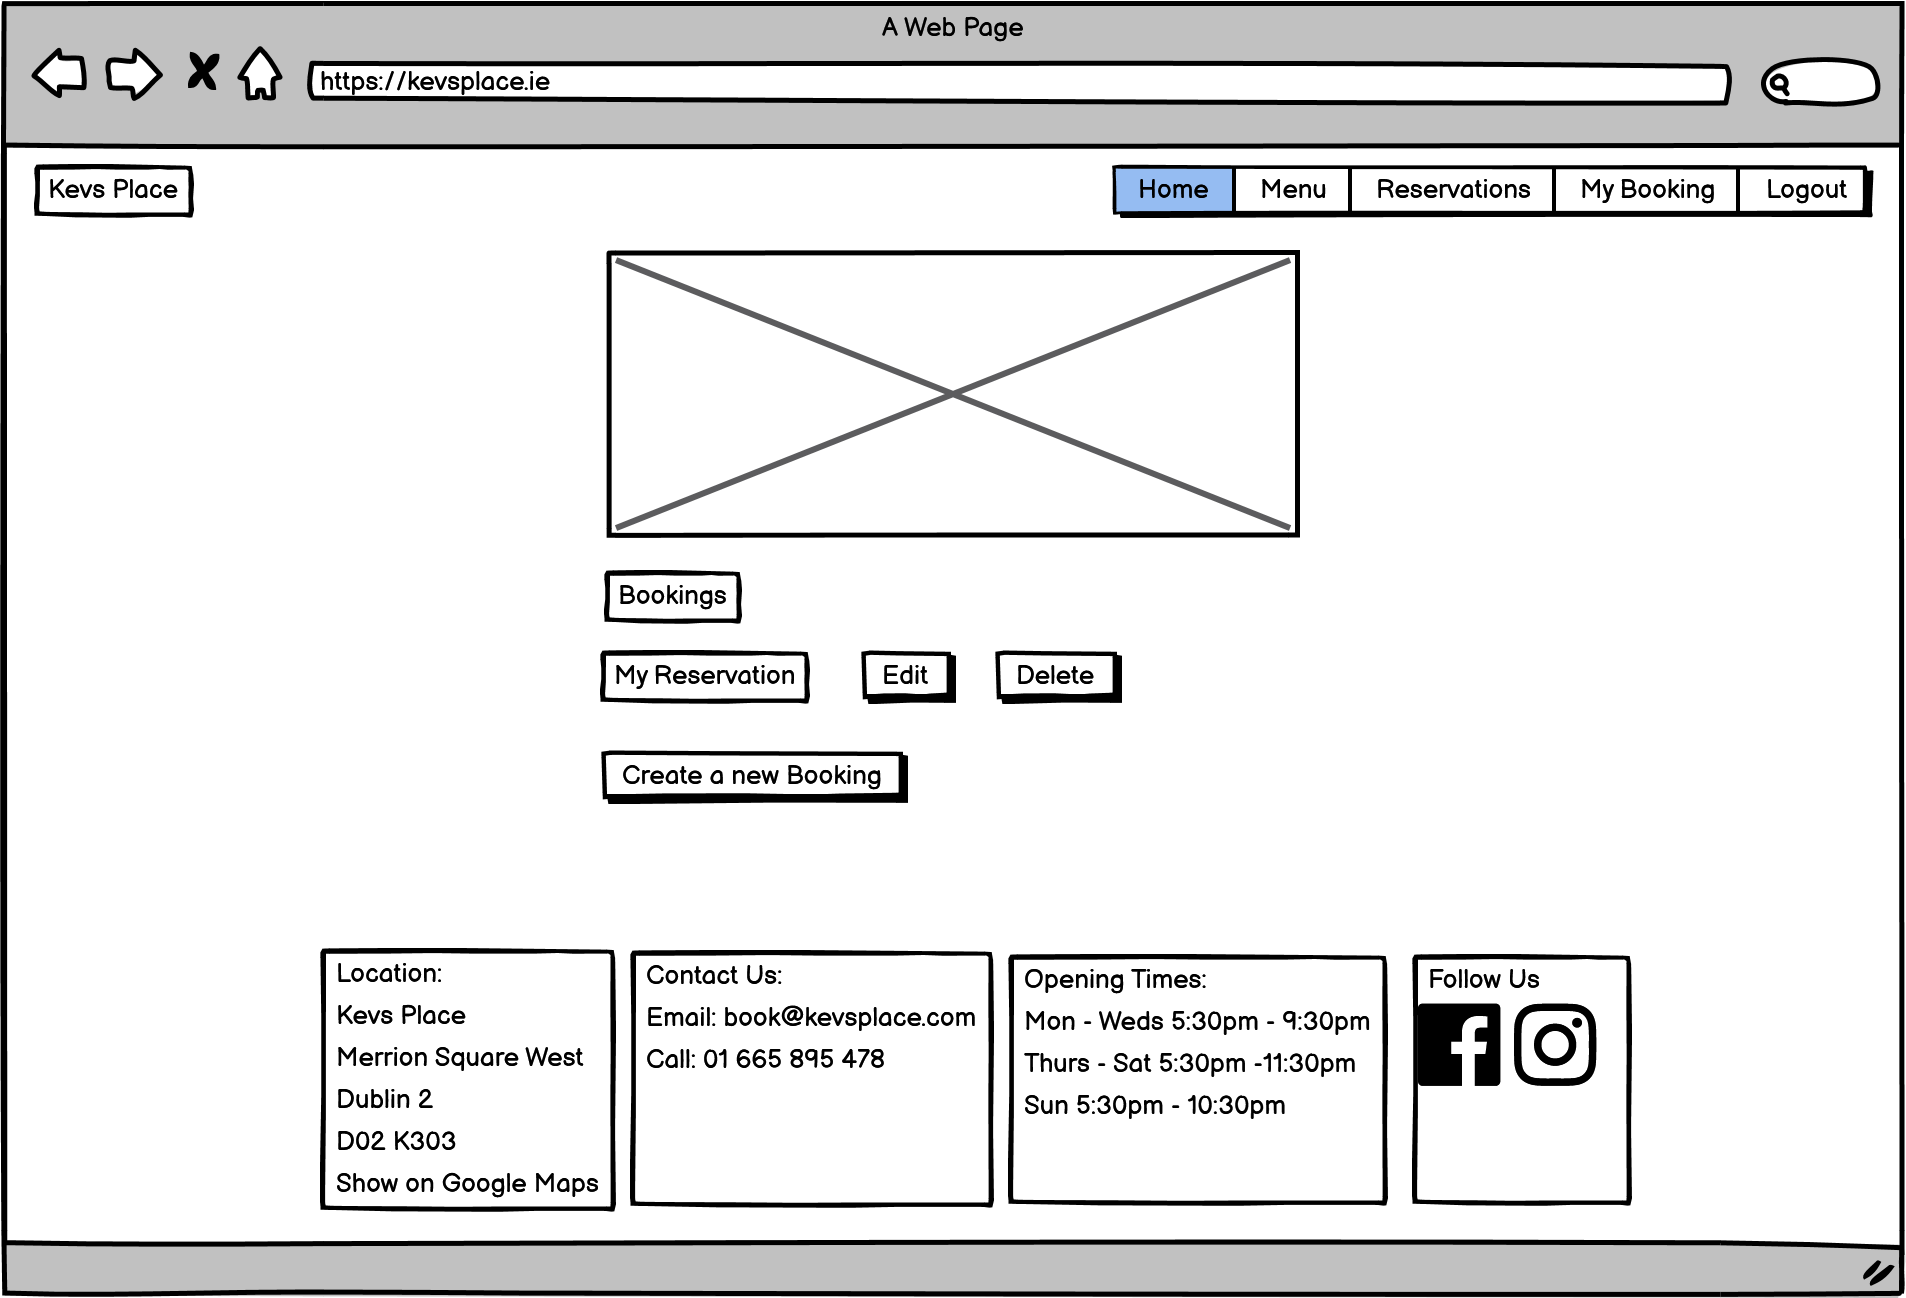 A Web Page
https://kevsplace.ie
Kevs Place
Home Menu Reservations My Booking Logout
Bookings
My Reservation Edit Delete
Create a new Booking
Location:
Kevs Place
Merrion Square West
Dublin 2
D02 K303
Show on Google Maps
Contact Us:
Email: book@kevsplace.com
Call: 01 665 895 478
Opening Times:
Mon - Weds 5:30pm - 9:30pm
Thurs - Sat 5:30pm -11:30pm
Sun 5:30pm - 10:30pm
Follow Us